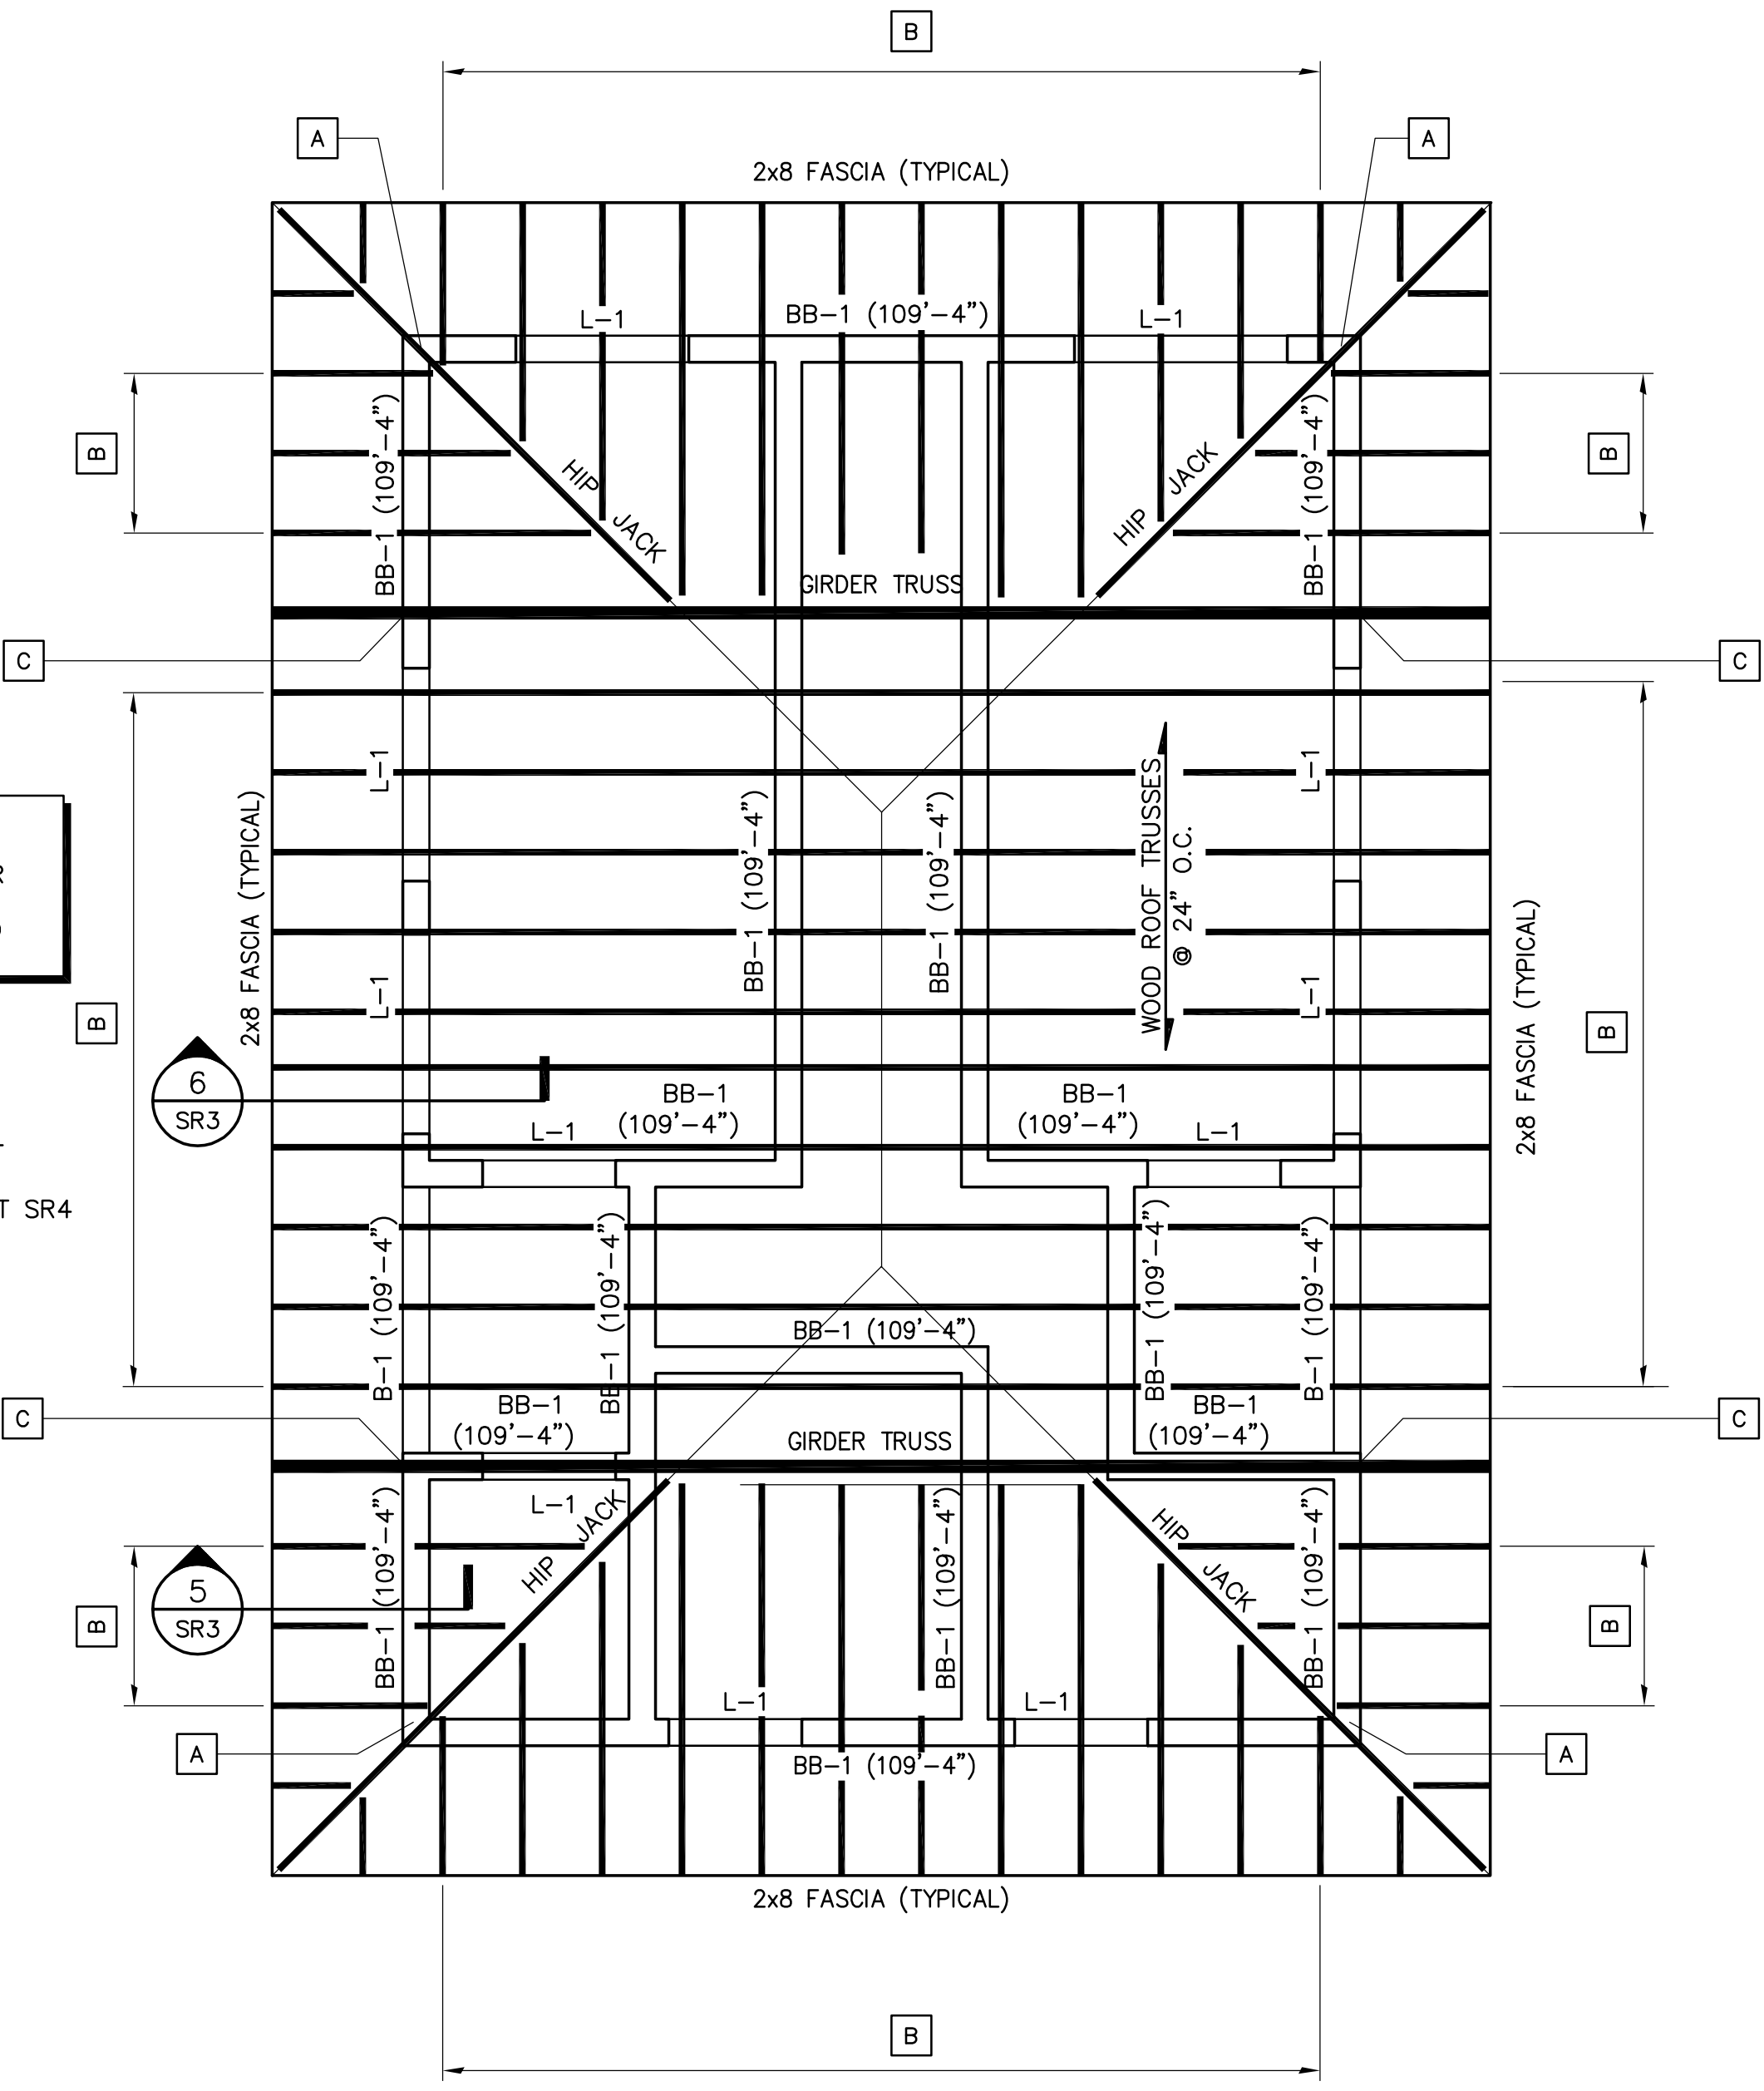 B
A
A
2x8 FASCIA (TYPICAL)
L-1
BB-1 (109'-4")
L-1
B
BB-1 (109'-4")
HIP JACK
HIP JACK
BB-1 (109'-4")
B
GIRDER TRUSS
C
C
L-1
L-1
2x8 FASCIA (TYPICAL)
BB-1 (109'-4")
BB-1 (109'-4")
WOOD ROOF TRUSSES
@ 24" O.C.
2x8 FASCIA (TYPICAL)
B
L-1
L-1
B
6
SR3
BB-1
(109'-4")
BB-1
(109'-4")
L-1
L-1
T SR4
B-1 (109'-4")
BB-1 (109'-4")
BB-1 (109'-4")
B-1 (109'-4")
BB-1 (109'-4")
C
BB-1
(109'-4")
BB-1
(109'-4")
C
GIRDER TRUSS
L-1
HIP JACK
HIP JACK
BB-1 (109'-4")
BB-1 (109'-4")
BB-1 (109'-4")
5
SR3
B
B
L-1
L-1
A
A
BB-1 (109'-4")
2x8 FASCIA (TYPICAL)
B